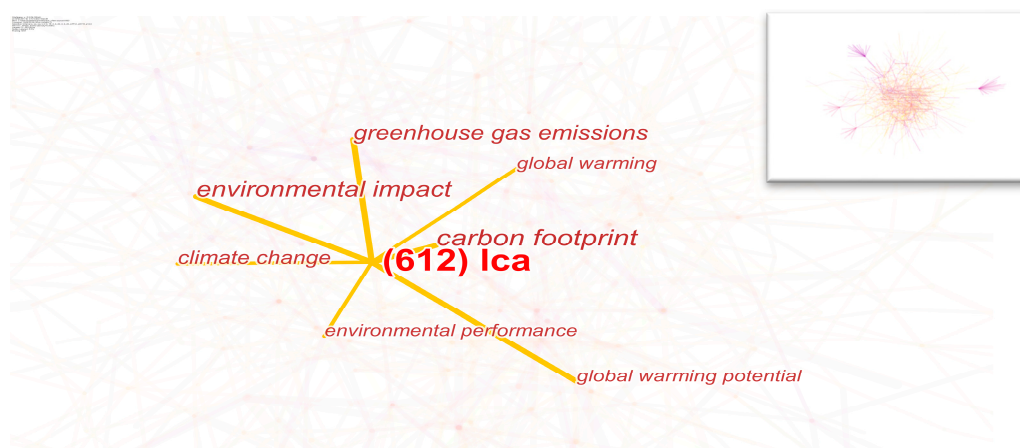 greenhouse gas emissions
global warming
environmental impact
carbon footprint
climate change
(612) lca
environmental performance
global warming potential